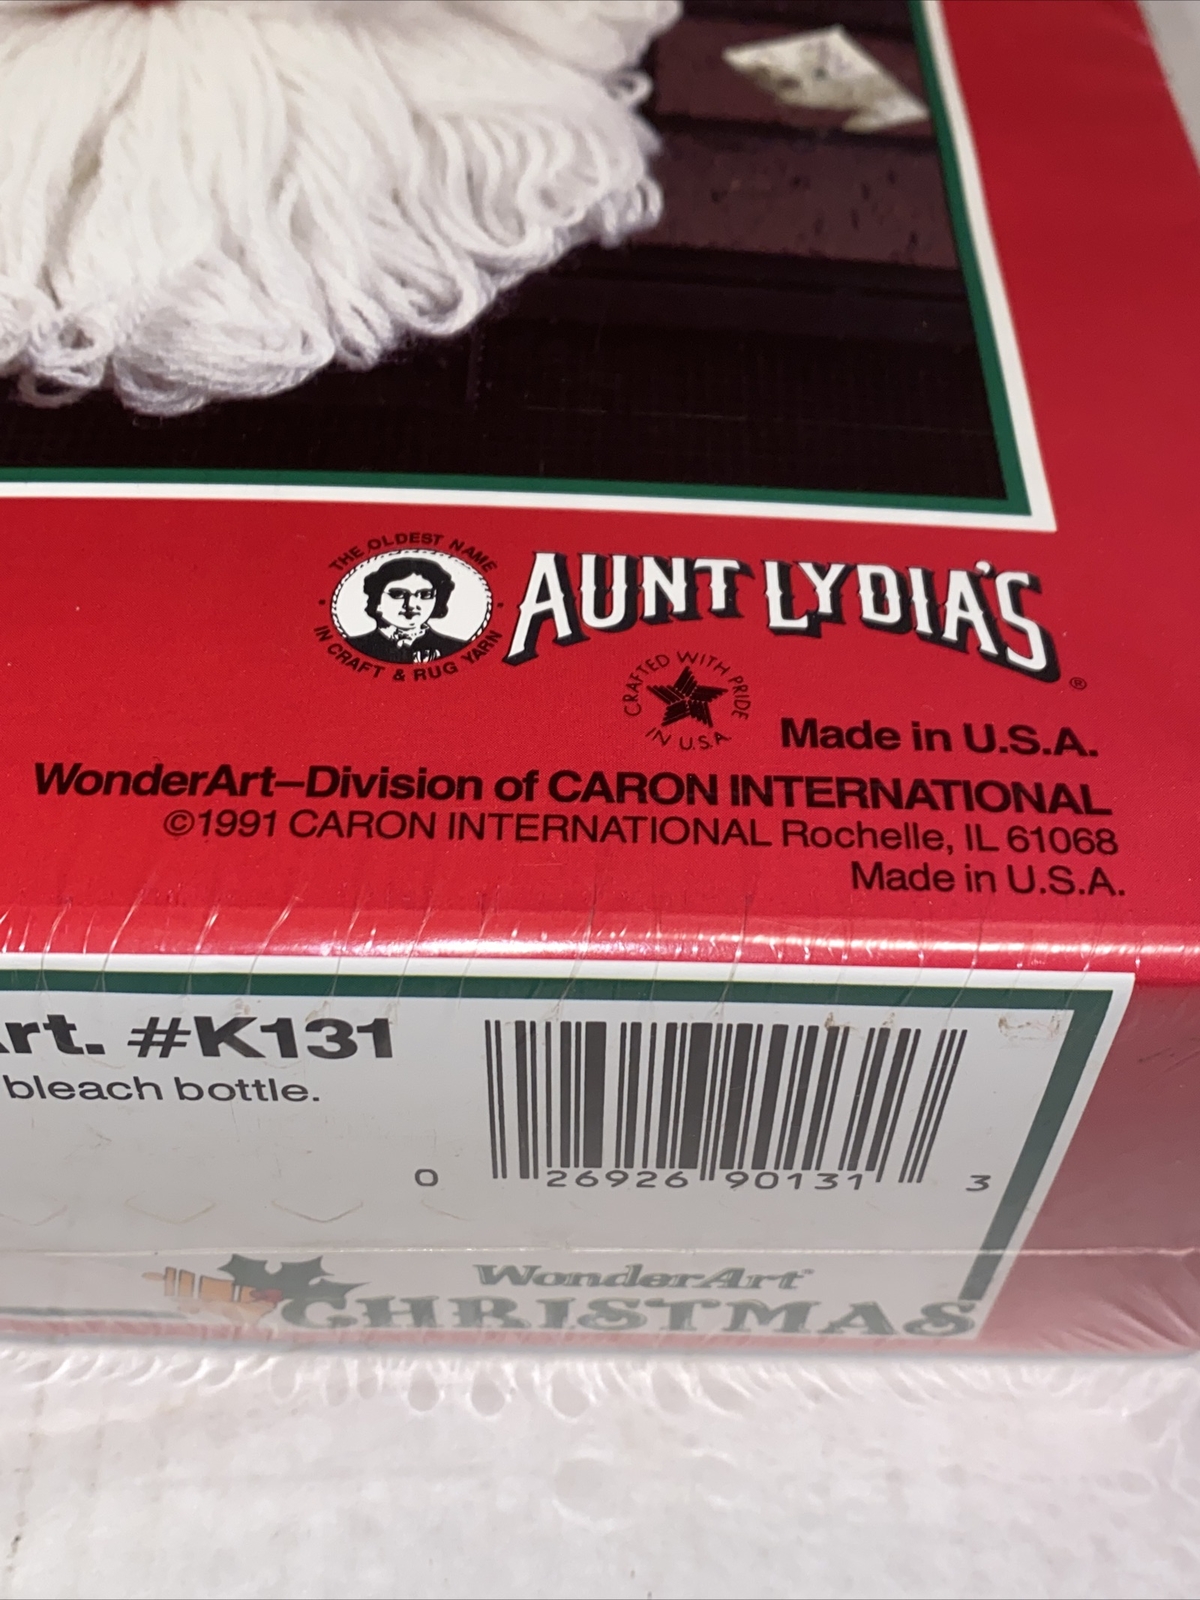 THE OLDEST NAME
IN CRAFT & RUG YARN
AUNT LYDIA'S®
CRAFTED WITH PRIDE
IN U.S.A.
Made in U.S.A.
WonderArt–Division of CARON INTERNATIONAL
©1991 CARON INTERNATIONAL Rochelle, IL 61068
Made in U.S.A.
rt. #K131
bleach bottle.
0 26926 90131 3
WonderArt
CHRISTMAS